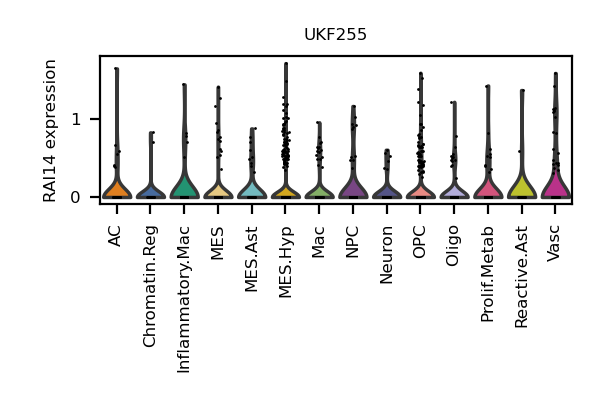 UKF255
RAI14 expression
1
0
AC
Chromatin.Reg
Inflammatory.Mac
MES
MES.Ast
MES.Hyp
Mac
NPC
Neuron
OPC
Oligo
Prolif.Metab
Reactive.Ast
Vasc